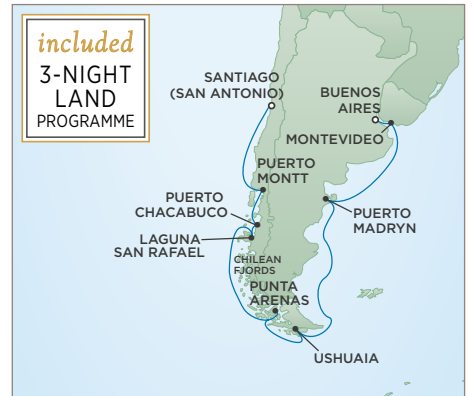 included
3-NIGHT
LAND
PROGRAMME
SANTIAGO
(SAN ANTONIO)
BUENOS
AIRES
MONTEVIDEO
PUERTO
MONTT
PUERTO
CHACABUCO
PUERTO
MADRYN
LAGUNA
SAN RAFAEL
CHILEAN
FJORDS
PUNTA
ARENAS
USHUAIA